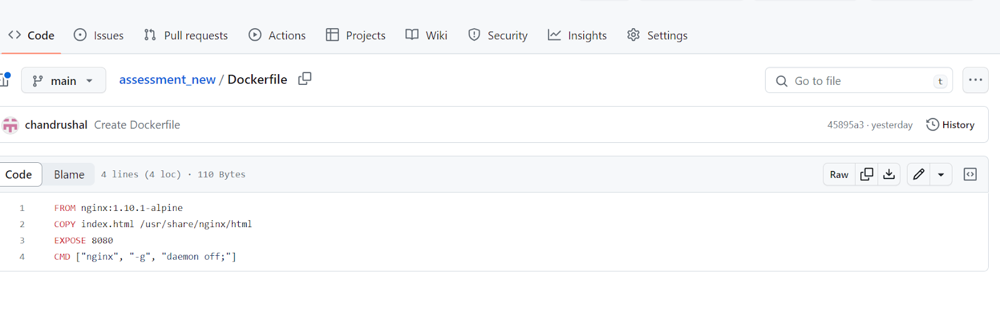 Code Issues Pull requests Actions Projects Wiki Security Insights Settings
main assessment_new / Dockerfile Go to file t
chandrushal Create Dockerfile 45895a3 · yesterday History
Code Blame 4 lines (4 loc) · 110 Bytes Raw
1 FROM nginx:1.10.1-alpine
2 COPY index.html /usr/share/nginx/html
3 EXPOSE 8080
4 CMD ["nginx", "-g", "daemon off;"]